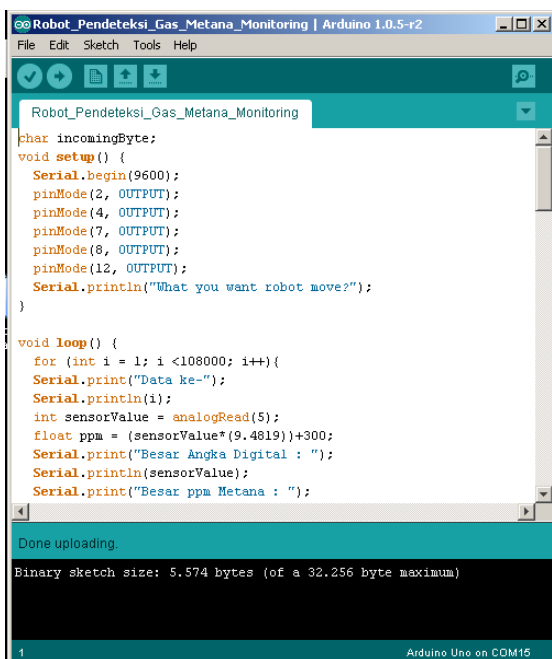 Robot_Pendeteksi_Gas_Metana_Monitoring | Arduino 1.0.5-r2
File Edit Sketch Tools Help
Robot_Pendeteksi_Gas_Metana_Monitoring
char incomingByte;
void setup() {
  Serial.begin(9600);
  pinMode(2, OUTPUT);
  pinMode(4, OUTPUT);
  pinMode(7, OUTPUT);
  pinMode(8, OUTPUT);
  pinMode(12, OUTPUT);
  Serial.println("What you want robot move?");
}
void loop() {
  for (int i = 1; i <108000; i++){
  Serial.print("Data ke-");
  Serial.println(i);
  int sensorValue = analogRead(5);
  float ppm = (sensorValue*(9.4819))+300;
  Serial.print("Besar Angka Digital : ");
  Serial.println(sensorValue);
  Serial.print("Besar ppm Metana : ");
Done uploading.
Binary sketch size: 5.574 bytes (of a 32.256 byte maximum)
1 Arduino Uno on COM15